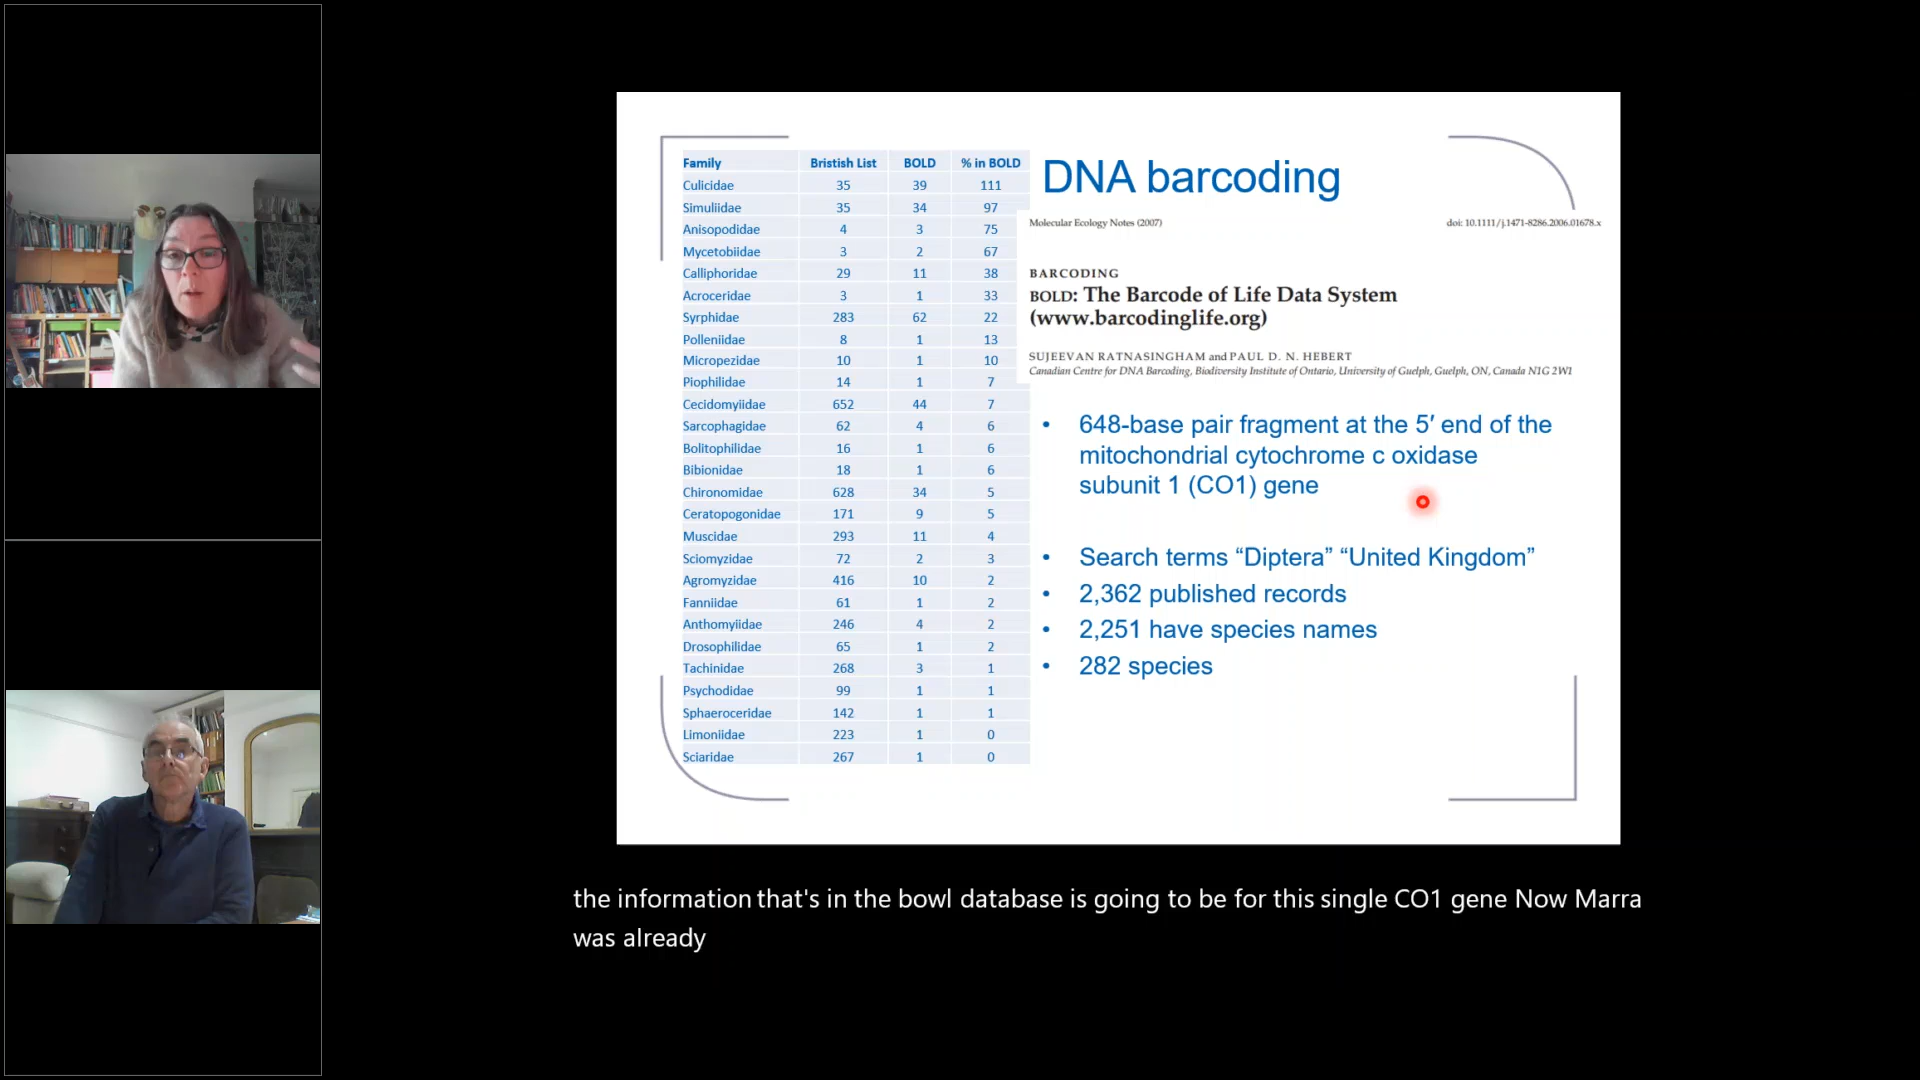 Family Bristish List BOLD % in BOLD
Culicidae 35 39 111
Simuliidae 35 34 97
Anisopodidae 4 3 75
Mycetobiidae 3 2 67
Calliphoridae 29 11 38
Acroceridae 3 1 33
Syrphidae 283 62 22
Polleniidae 8 1 13
Micropezidae 10 1 10
Piophilidae 14 1 7
Cecidomyiidae 652 44 7
Sarcophagidae 62 4 6
Bolitophilidae 16 1 6
Bibionidae 18 1 6
Chironomidae 628 34 5
Ceratopogonidae 171 9 5
Muscidae 293 11 4
Sciomyzidae 72 2 3
Agromyzidae 416 10 2
Fanniidae 61 1 2
Anthomyiidae 246 4 2
Drosophilidae 65 1 2
Tachinidae 268 3 1
Psychodidae 99 1 1
Sphaeroceridae 142 1 1
Limoniidae 223 1 0
Sciaridae 267 1 0
DNA barcoding
Molecular Ecology Notes (2007) doi: 10.1111/j.1471-8286.2006.01678.x
BARCODING
BOLD: The Barcode of Life Data System
(www.barcodinglife.org)
SUJEEVAN RATNASINGHAM and PAUL D. N. HEBERT
Canadian Centre for DNA Barcoding, Biodiversity Institute of Ontario, University of Guelph, Guelph, ON, Canada N1G 2W1
• 648-base pair fragment at the 5′ end of the
mitochondrial cytochrome c oxidase
subunit 1 (CO1) gene
• Search terms “Diptera” “United Kingdom”
• 2,362 published records
• 2,251 have species names
• 282 species
the information that's in the bowl database is going to be for this single CO1 gene Now Marra
was already